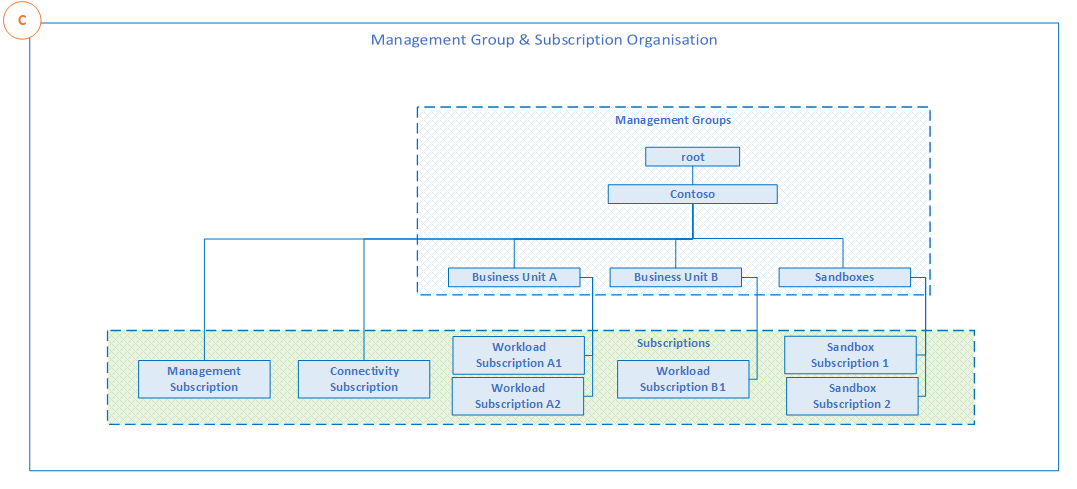 C
Management Group & Subscription Organisation
Management Groups
root
Contoso
Business Unit A
Business Unit B
Sandboxes
Subscriptions
Management
Subscription
Connectivity
Subscription
Workload
Subscription A1
Workload
Subscription A2
Workload
Subscription B1
Sandbox
Subscription 1
Sandbox
Subscription 2